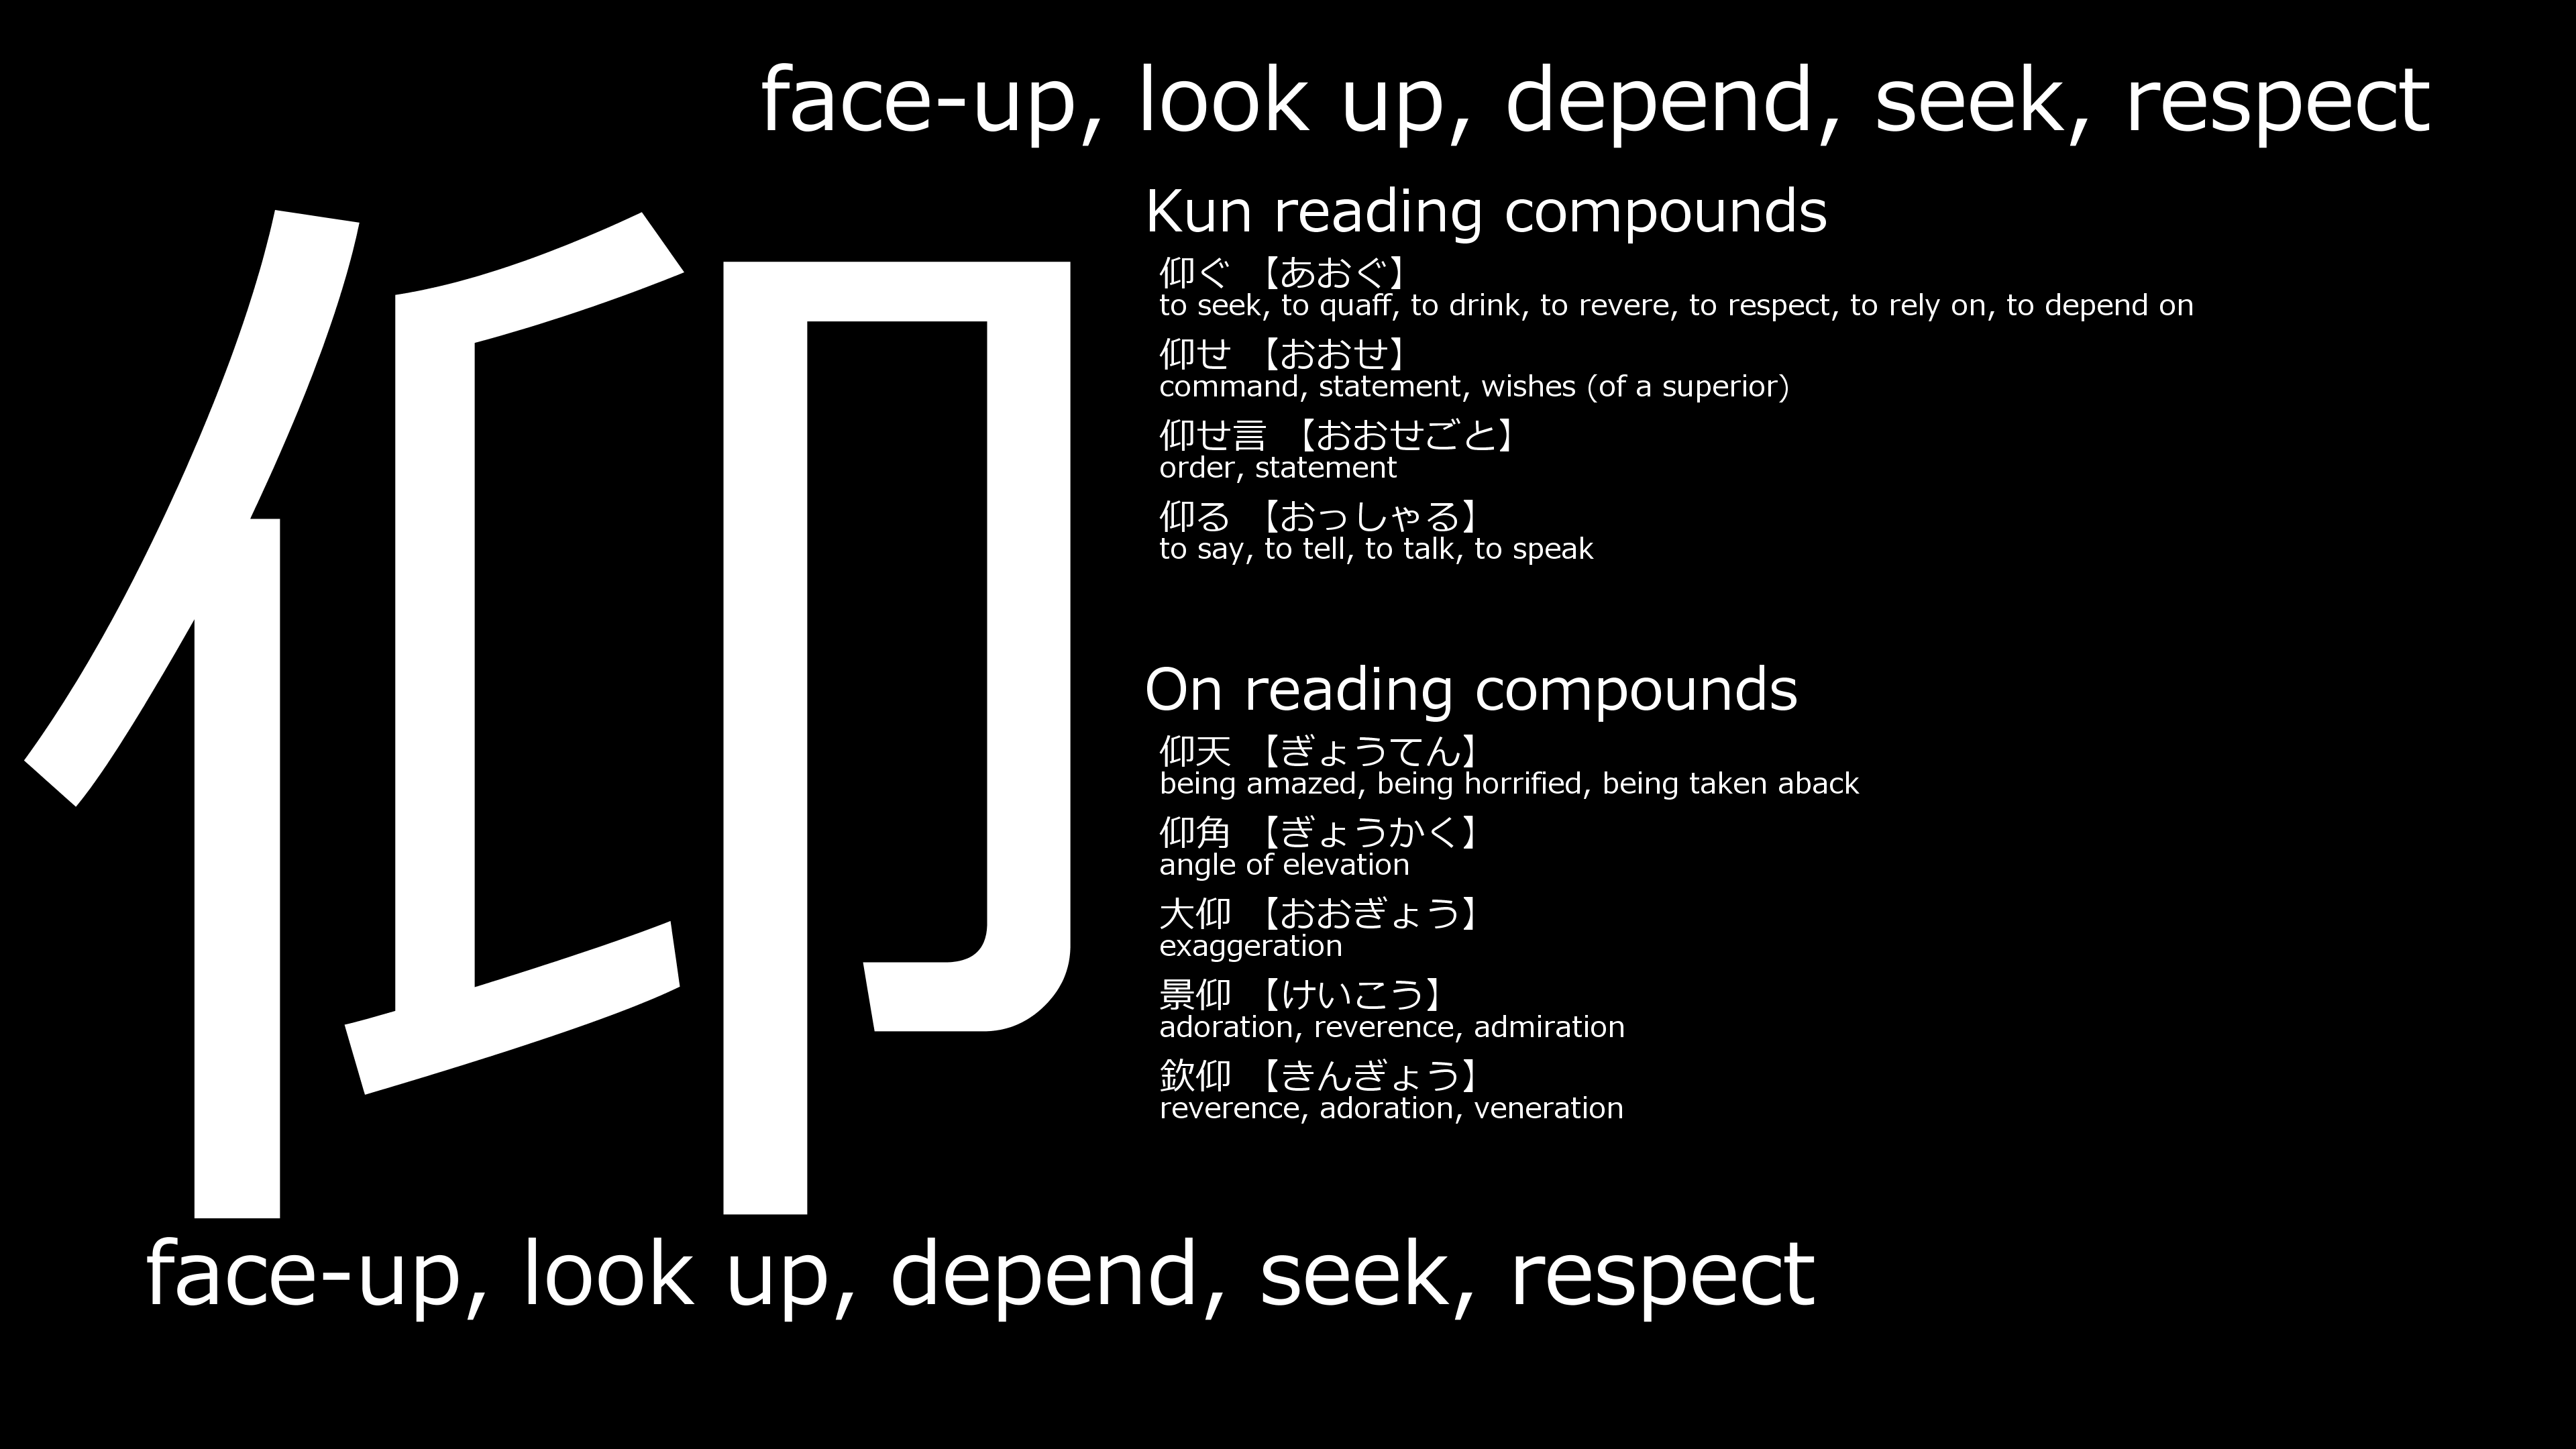 face-up, look up, depend, seek, respect
仰
Kun reading compounds
仰ぐ 【あおぐ】
to seek, to quaff, to drink, to revere, to respect, to rely on, to depend on
仰せ 【おおせ】
command, statement, wishes (of a superior)
仰せ言 【おおせごと】
order, statement
仰る 【おっしゃる】
to say, to tell, to talk, to speak
On reading compounds
仰天 【ぎょうてん】
being amazed, being horrified, being taken aback
仰角 【ぎょうかく】
angle of elevation
大仰 【おおぎょう】
exaggeration
景仰 【けいこう】
adoration, reverence, admiration
欽仰 【きんぎょう】
reverence, adoration, veneration
face-up, look up, depend, seek, respect